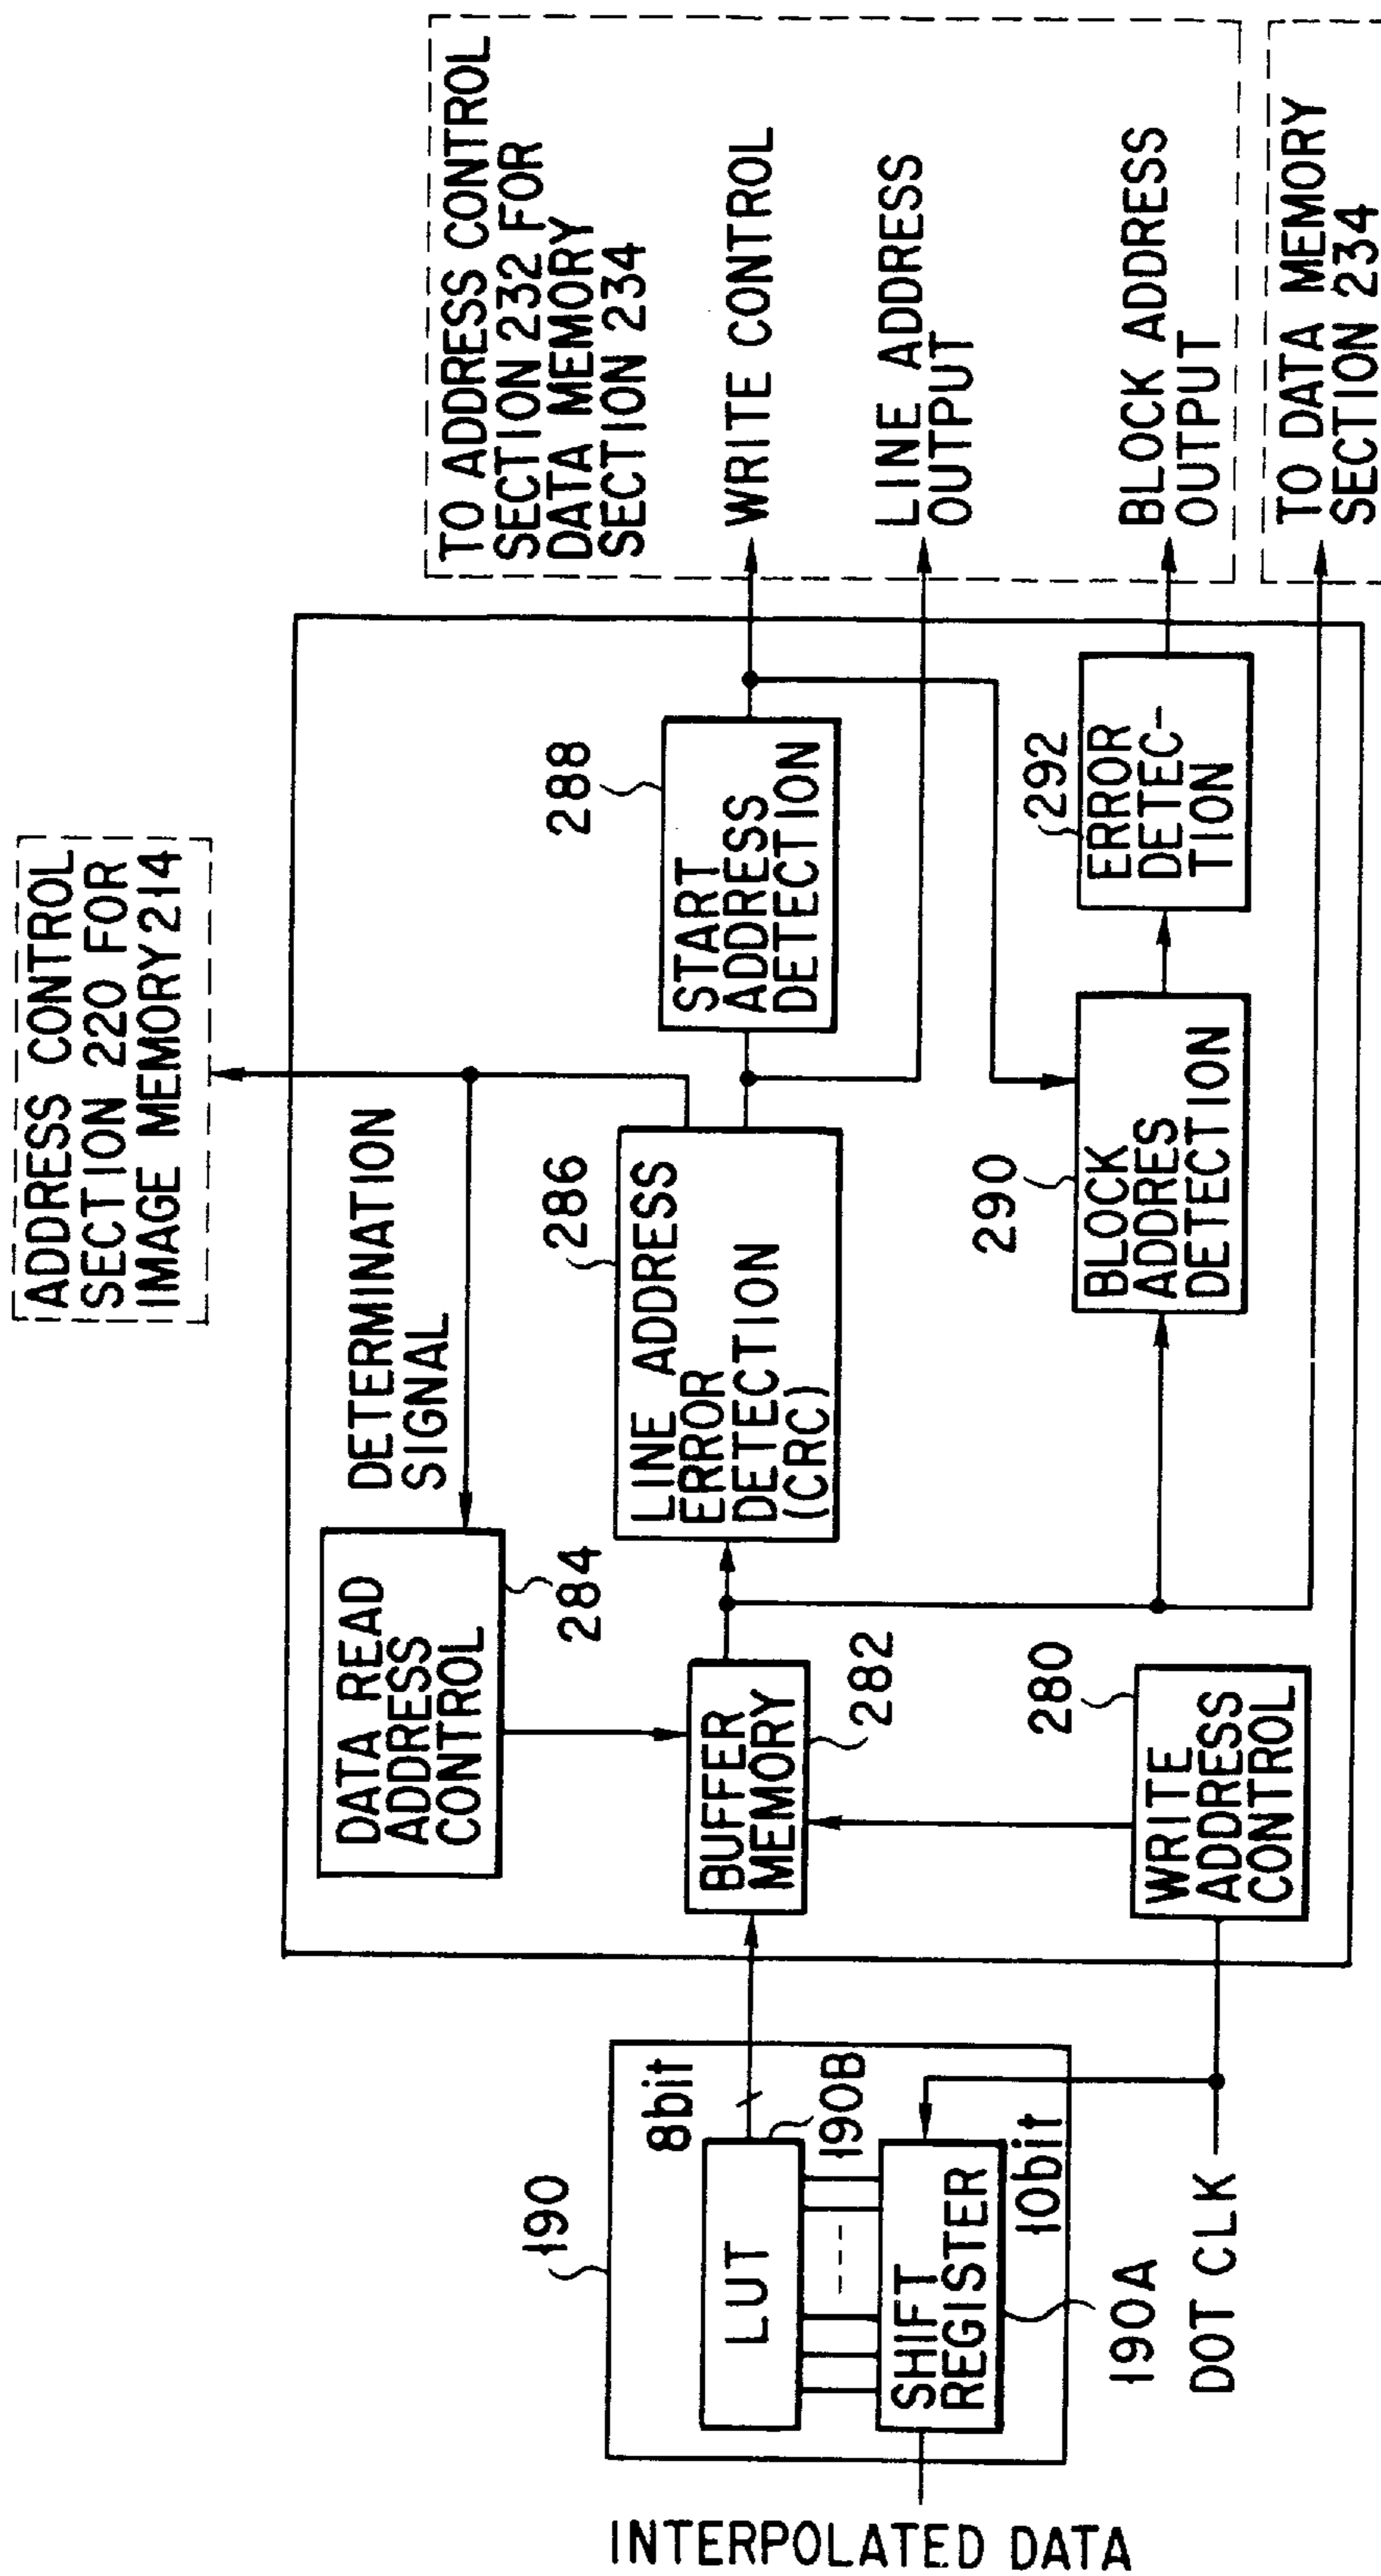 ADDRESS CONTROL
SECTION 220 FOR
IMAGE MEMORY 214
TO ADDRESS CONTROL
SECTION 232 FOR
DATA MEMORY
SECTION 234
DETERMINATION
SIGNAL
DATA READ
ADDRESS
CONTROL
284
286
LINE ADDRESS
ERROR
DETECTION
(CRC)
288
START
ADDRESS
DETECTION
WRITE CONTROL
LINE ADDRESS
OUTPUT
190
8bit
LUT
190B
SHIFT
REGISTER
10bit
190A
INTERPOLATED DATA
DOT CLK
BUFFER
MEMORY
282
280
WRITE
ADDRESS
CONTROL
290
BLOCK
ADDRES
DETECTION
292
ERROR
DETEC-
TION
BLOCK ADDRESS
OUTPUT
TO DATA MEMORY
SECTION 234